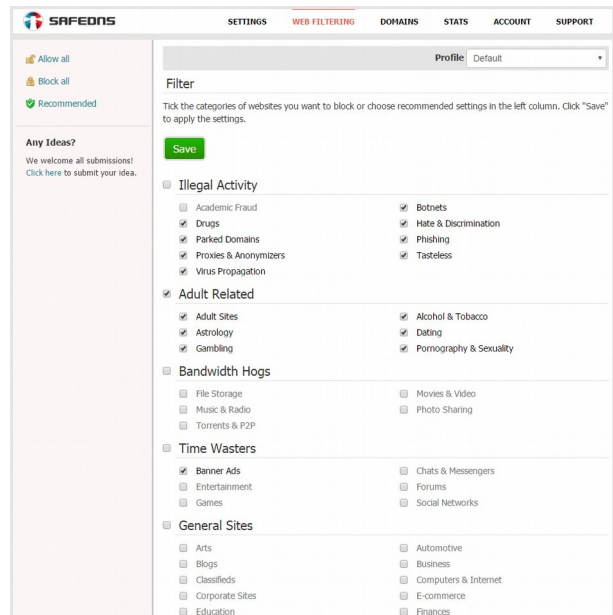 SAFEDNS
SETTINGS WEB FILTERING DOMAINS STATS ACCOUNT SUPPORT
Allow all
Block all
Recommended
Any Ideas?
We welcome all submissions!
Click here to submit your idea.
Profile Default
Filter
Tick the categories of websites you want to block or choose recommended settings in the left column. Click "Save"
to apply the settings.
Save
Illegal Activity
Academic Fraud Botnets
Drugs Hate & Discrimination
Parked Domains Phishing
Proxies & Anonymizers Tasteless
Virus Propagation
Adult Related
Adult Sites Alcohol & Tobacco
Astrology Dating
Gambling Pornography & Sexuality
Bandwidth Hogs
File Storage Movies & Video
Music & Radio Photo Sharing
Torrents & P2P
Time Wasters
Banner Ads Chats & Messengers
Entertainment Forums
Games Social Networks
General Sites
Arts Automotive
Blogs Business
Classifieds Computers & Internet
Corporate Sites E-commerce
Education Finances